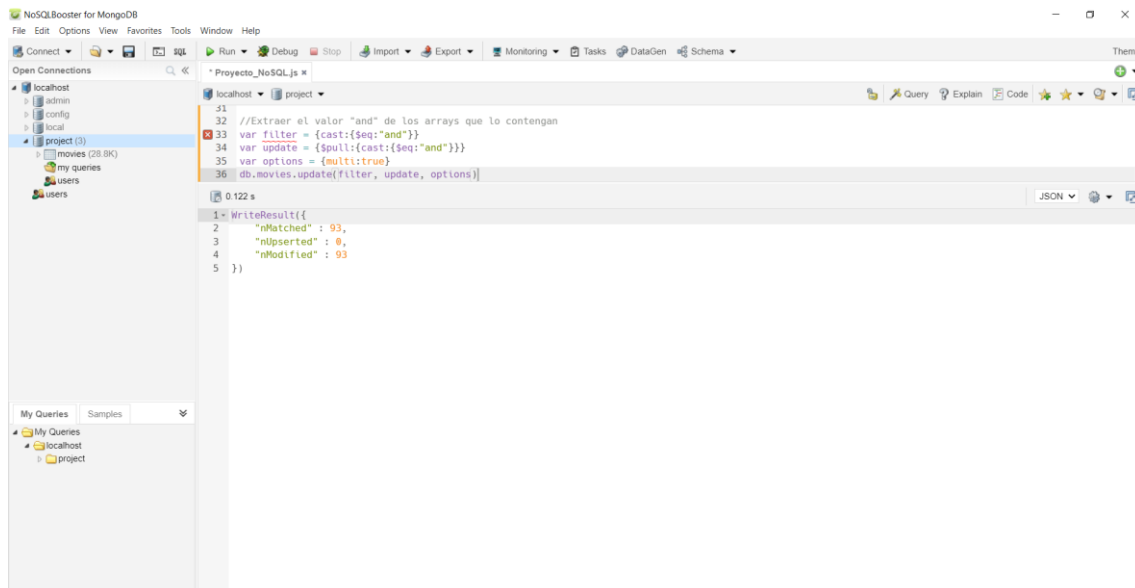 NoSQLBooster for MongoDB
File Edit Options View Favorites Tools Window Help
Connect Run Debug Stop Import Export Monitoring Tasks DataGen Schema Them
Open Connections
localhost
admin
config
local
project (3)
movies (28.8K)
my queries
users
users
* Proyecto_NoSQL.js
localhost project Query Explain Code
31
32 //Extraer el valor "and" de los arrays que lo contengan
33 var filter = {cast:{$eq:"and"}}
34 var update = {$pull:{cast:{$eq:"and"}}}
35 var options = {multi:true}
36 db.movies.update(filter, update, options)
0.122 s JSON
1 WriteResult({
2 "nMatched" : 93,
3 "nUpserted" : 0,
4 "nModified" : 93
5 })
My Queries Samples
My Queries
localhost
project